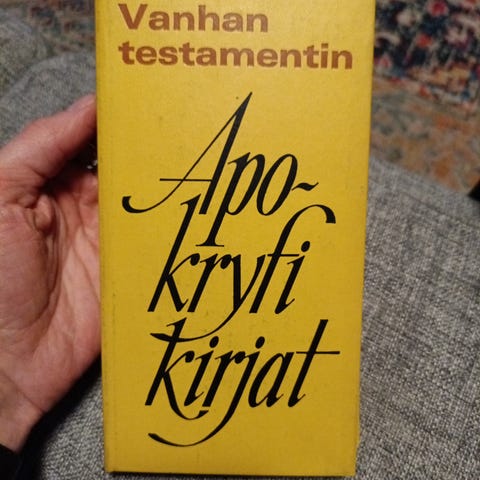 Vanhan
testamentin
Apo-
kryfi
kirjat